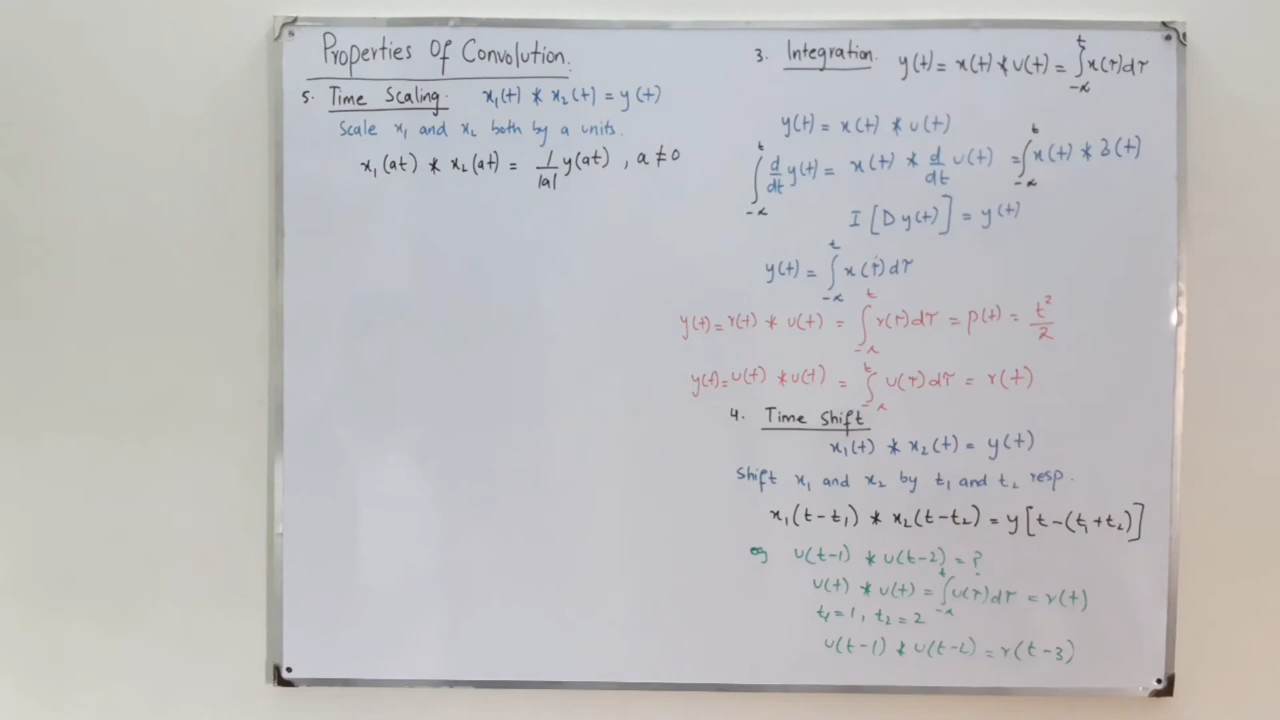 Properties Of Convolution.
5. Time Scaling. x₁(t) * x₂(t) = y(t)
Scale x₁ and x₂ both by a units.
x₁(at) * x₂(at) = 1/|a| y(at) , a ≠ 0
3. Integration. y(t) = x(t) * u(t) = ∫_{-∞}^{t} x(τ)dτ
y(t) = x(t) * u(t)
∫_{-∞}^{t} d/dt y(t) = x(t) * d/dt u(t) = ∫_{-∞}^{t} x(t) * δ(t)
I [D y(t)] = y(t)
y(t) = ∫_{-∞}^{t} x(τ)dτ
y(t) = r(t) * u(t) = ∫_{-∞}^{t} r(τ)dτ = p(t) = t²/2
y(t) = u(t) * u(t) = ∫_{-∞}^{t} u(τ)dτ = r(t)
4. Time Shift
x₁(t) * x₂(t) = y(t)
Shift x₁ and x₂ by t₁ and t₂ resp.
x₁(t-t₁) * x₂(t-t₂) = y[t-(t₁+t₂)]
eg u(t-1) * u(t-2) = ?
u(t) * u(t) = ∫_{-∞}^{t} u(τ)dτ = r(t)
t₁ = 1, t₂ = 2
u(t-1) * u(t-2) = r(t-3)